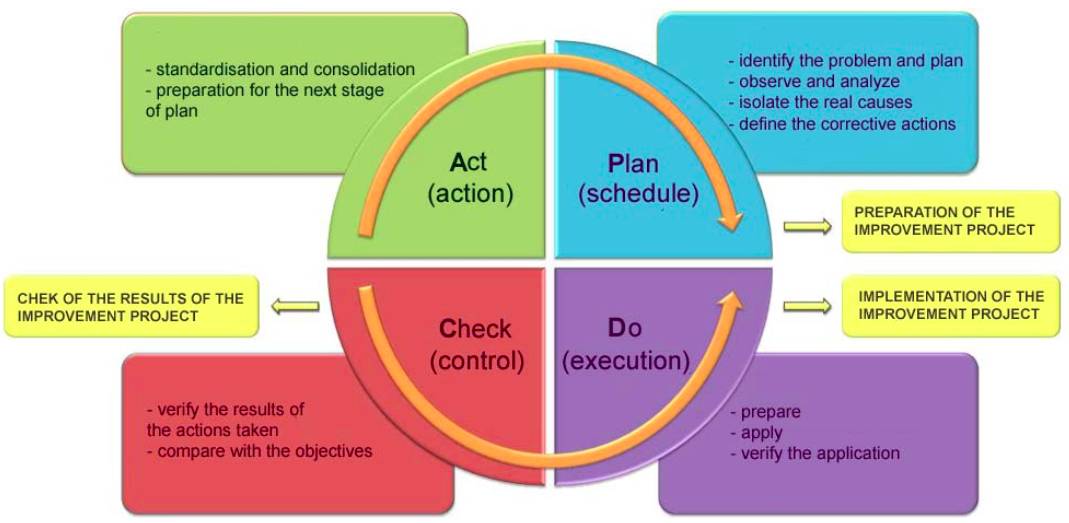 - standardisation and consolidation
- preparation for the next stage
of plan
- identify the problem and plan
- observe and analyze
- isolate the real causes
- define the corrective actions
Act
(action)
Plan
(schedule)
PREPARATION OF THE
IMPROVEMENT PROJECT
CHEK OF THE RESULTS OF THE
IMPROVEMENT PROJECT
Check
(control)
Do
(execution)
IMPLEMENTATION OF THE
IMPROVEMENT PROJECT
- verify the results of
the actions taken
- compare with the objectives
- prepare
- apply
- verify the application